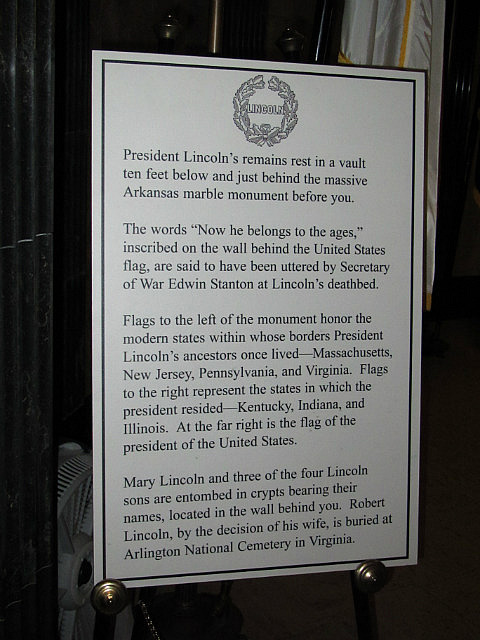 LINCOLN
President Lincoln's remains rest in a vault
ten feet below and just behind the massive
Arkansas marble monument before you.
The words “Now he belongs to the ages,”
inscribed on the wall behind the United States
flag, are said to have been uttered by Secretary
of War Edwin Stanton at Lincoln's deathbed.
Flags to the left of the monument honor the
modern states within whose borders President
Lincoln's ancestors once lived—Massachusetts,
New Jersey, Pennsylvania, and Virginia. Flags
to the right represent the states in which the
president resided—Kentucky, Indiana, and
Illinois. At the far right is the flag of the
president of the United States.
Mary Lincoln and three of the four Lincoln
sons are entombed in crypts bearing their
names, located in the wall behind you. Robert
Lincoln, by the decision of his wife, is buried at
Arlington National Cemetery in Virginia.